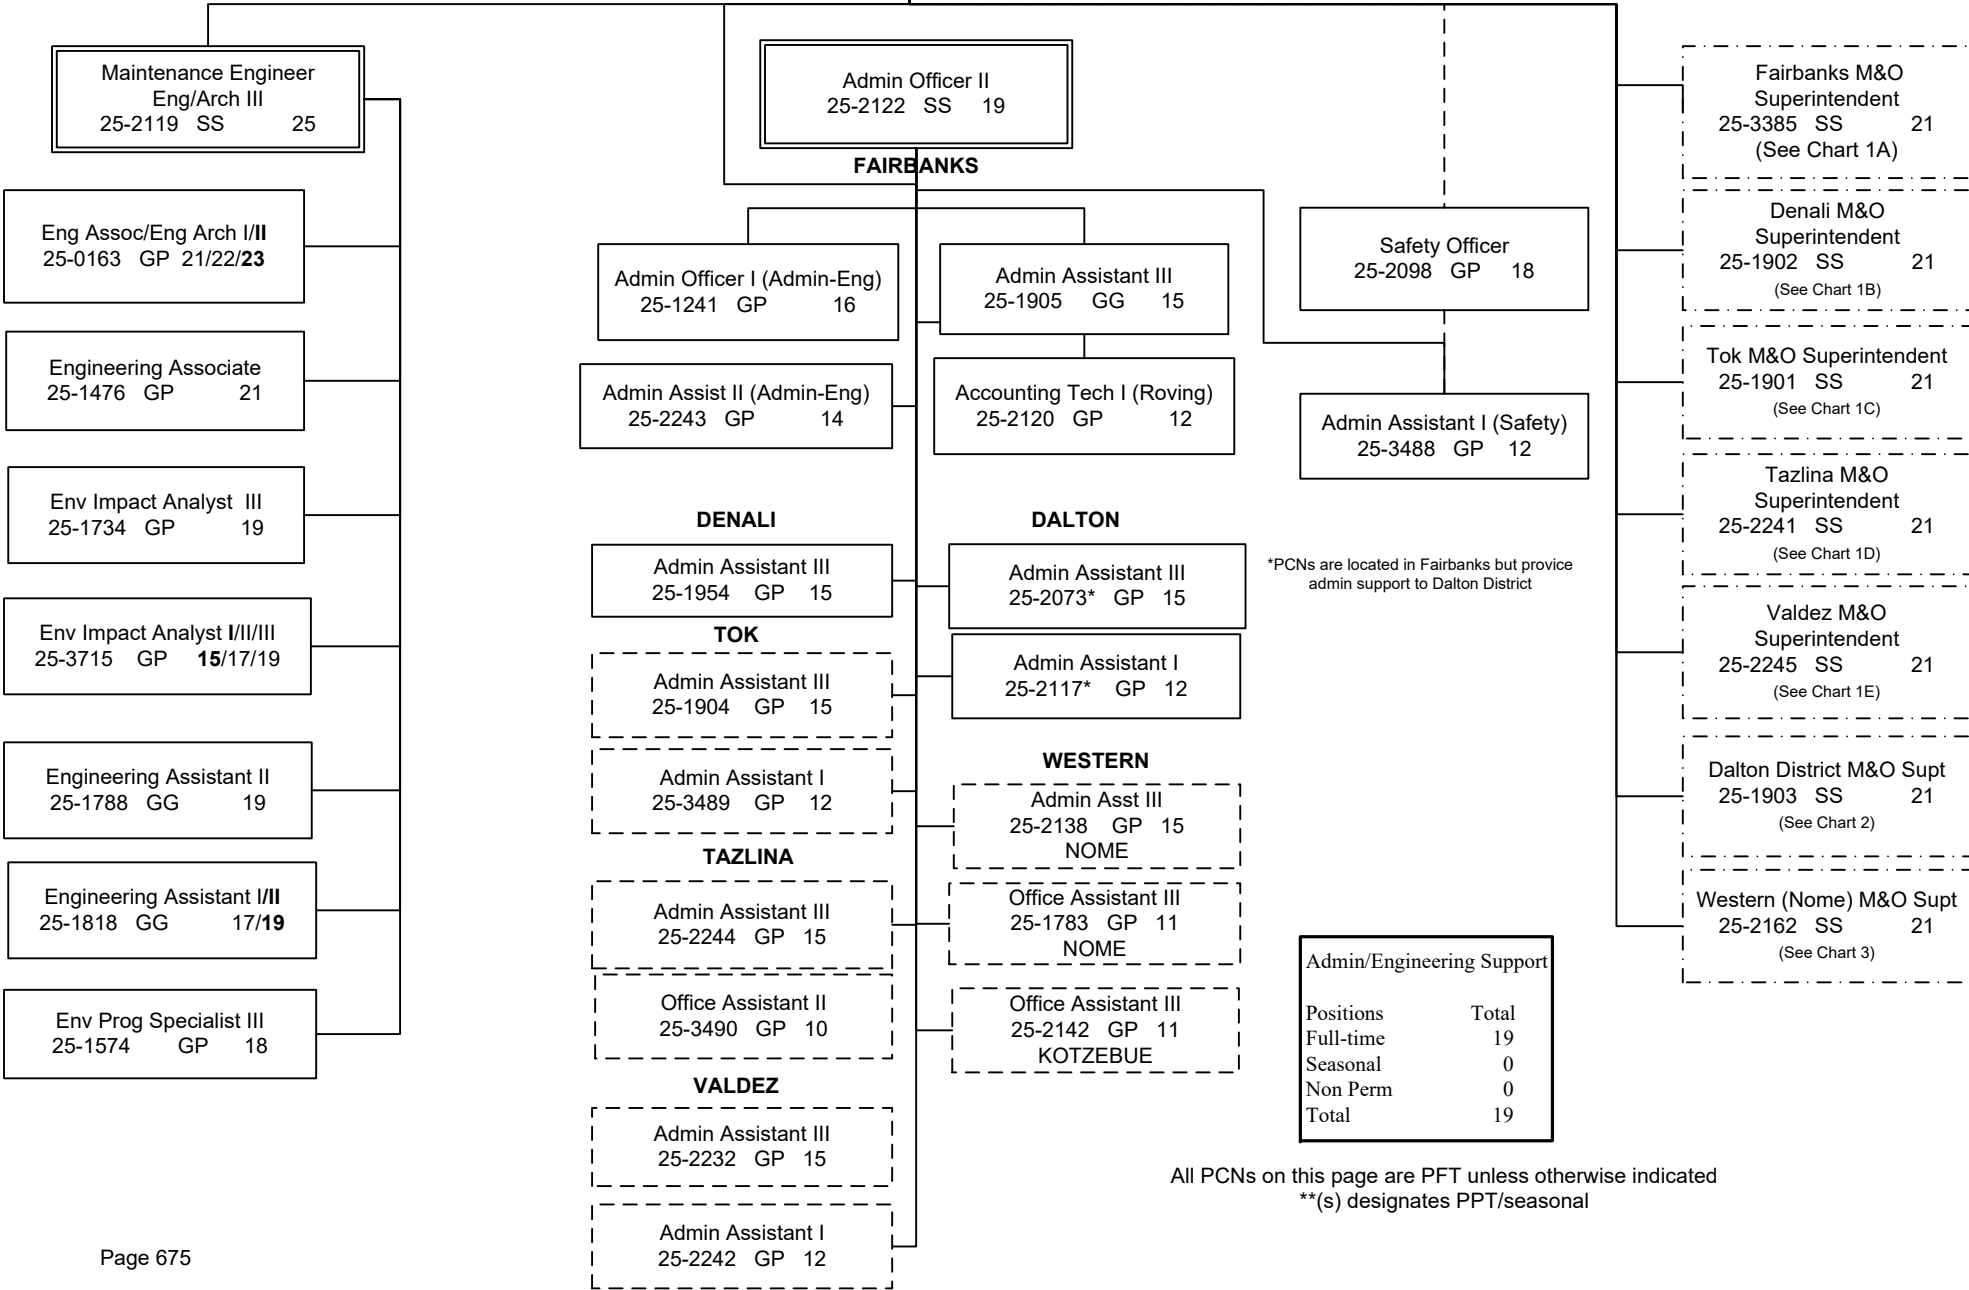 Maintenance Engineer
Eng/Arch III
25-2119 SS 25
Eng Assoc/Eng Arch I/II
25-0163 GP 21/22/23
Engineering Associate
25-1476 GP 21
Env Impact Analyst III
25-1734 GP 19
Env Impact Analyst I/II/III
25-3715 GP 15/17/19
Engineering Assistant II
25-1788 GG 19
Engineering Assistant I/II
25-1818 GG 17/19
Env Prog Specialist III
25-1574 GP 18
Admin Officer II
25-2122 SS 19
FAIRBANKS
Admin Officer I (Admin-Eng)
25-1241 GP 16
Admin Assistant III
25-1905 GG 15
Admin Assist II (Admin-Eng)
25-2243 GP 14
Accounting Tech I (Roving)
25-2120 GP 12
DENALI
Admin Assistant III
25-1954 GP 15
TOK
Admin Assistant III
25-1904 GP 15
Admin Assistant I
25-3489 GP 12
TAZLINA
Admin Assistant III
25-2244 GP 15
Office Assistant II
25-3490 GP 10
VALDEZ
Admin Assistant III
25-2232 GP 15
Admin Assistant I
25-2242 GP 12
DALTON
Admin Assistant III
25-2073* GP 15
Admin Assistant I
25-2117* GP 12
*PCNs are located in Fairbanks but provice
admin support to Dalton District
WESTERN
Admin Asst III
25-2138 GP 15
NOME
Office Assistant III
25-1783 GP 11
NOME
Office Assistant III
25-2142 GP 11
KOTZEBUE
Safety Officer
25-2098 GP 18
Admin Assistant I (Safety)
25-3488 GP 12
Fairbanks M&O
Superintendent
25-3385 SS 21
(See Chart 1A)
Denali M&O
Superintendent
25-1902 SS 21
(See Chart 1B)
Tok M&O Superintendent
25-1901 SS 21
(See Chart 1C)
Tazlina M&O
Superintendent
25-2241 SS 21
(See Chart 1D)
Valdez M&O
Superintendent
25-2245 SS 21
(See Chart 1E)
Dalton District M&O Supt
25-1903 SS 21
(See Chart 2)
Western (Nome) M&O Supt
25-2162 SS 21
(See Chart 3)
Admin/Engineering Support
Positions Total
Full-time 19
Seasonal 0
Non Perm 0
Total 19
All PCNs on this page are PFT unless otherwise indicated
**(s) designates PPT/seasonal
Page 675